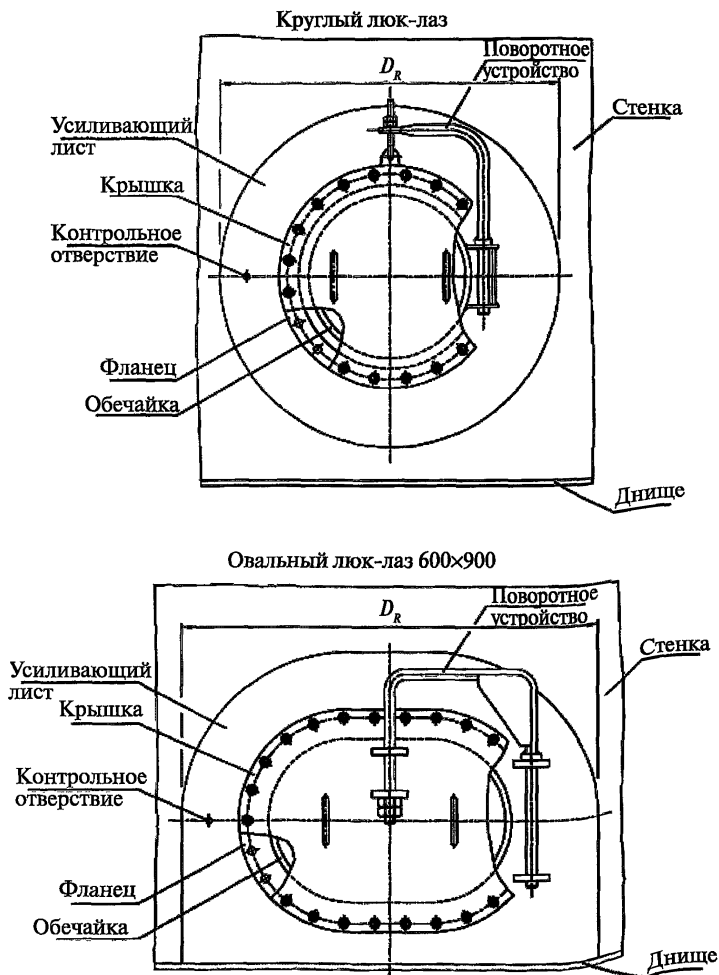 Круглый люк-лаз
Поворотное
устройство
D_R
Стенка
Усиливающий
лист
Крышка
Контрольное
отверстие
Фланец
Обечайка
Днище
Овальный люк-лаз 600×900
Поворотное
устройство
D_R
Стенка
Усиливающий
лист
Крышка
Контрольное
отверстие
Фланец
Обечайка
Днище